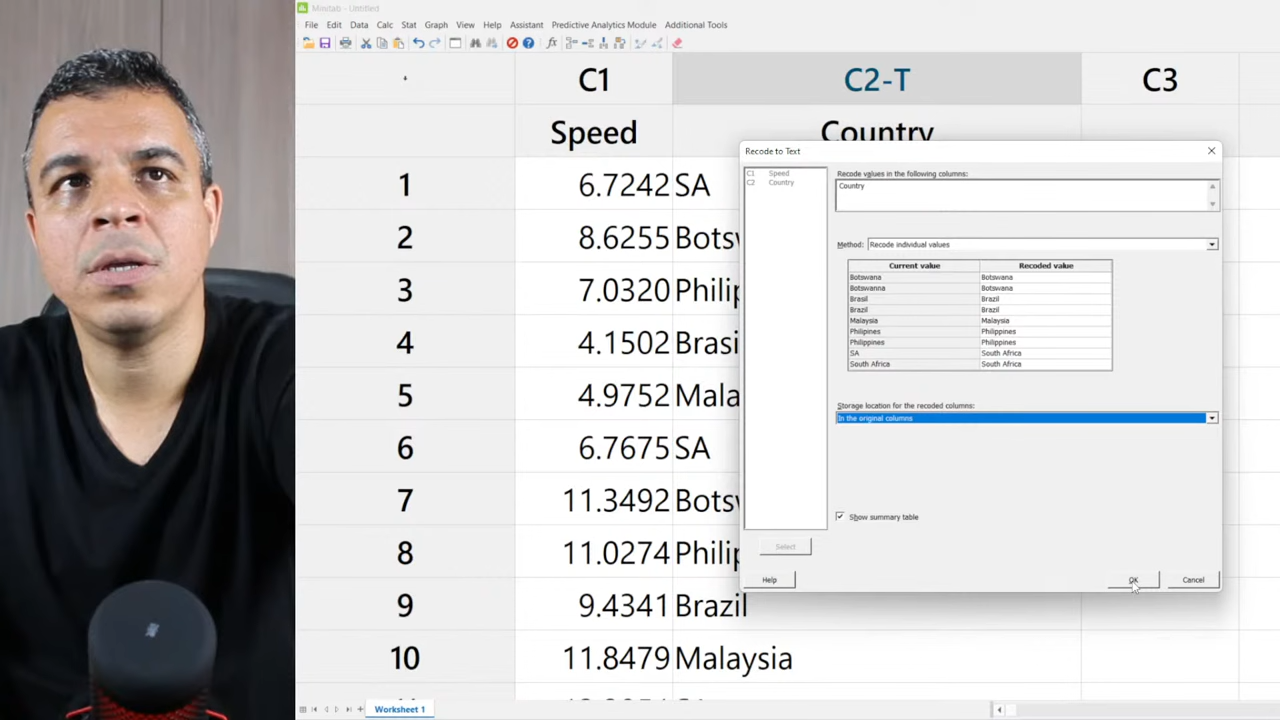 Minitab - Untitled
File Edit Data Calc Stat Graph View Help Assistant Predictive Analytics Module Additional Tools
C1 C2-T C3
Speed Country
1 6.7242 SA
2 8.6255 Botsw
3 7.0320 Philip
4 4.1502 Brasi
5 4.9752 Mala
6 6.7675 SA
7 11.3492 Botsw
8 11.0274 Philip
9 9.4341 Brazil
10 11.8479 Malaysia
Recode to Text
C1 Speed
C2 Country
Recode values in the following columns:
Country
Method: Recode individual values
Current value Recoded value
Botswana Botswana
Botswanna Botswana
Brasil Brazil
Brazil Brazil
Malaysia Malaysia
Philipines Philippines
Philippines Philippines
SA South Africa
South Africa South Africa
Storage location for the recoded columns:
In the original columns
Show summary table
Select
Help OK Cancel
Worksheet 1